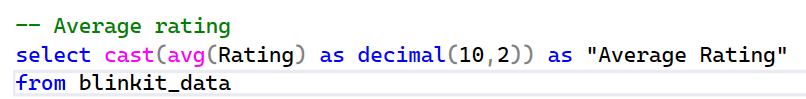 -- Average rating
select cast(avg(Rating) as decimal(10,2)) as "Average Rating"
from blinkit_data